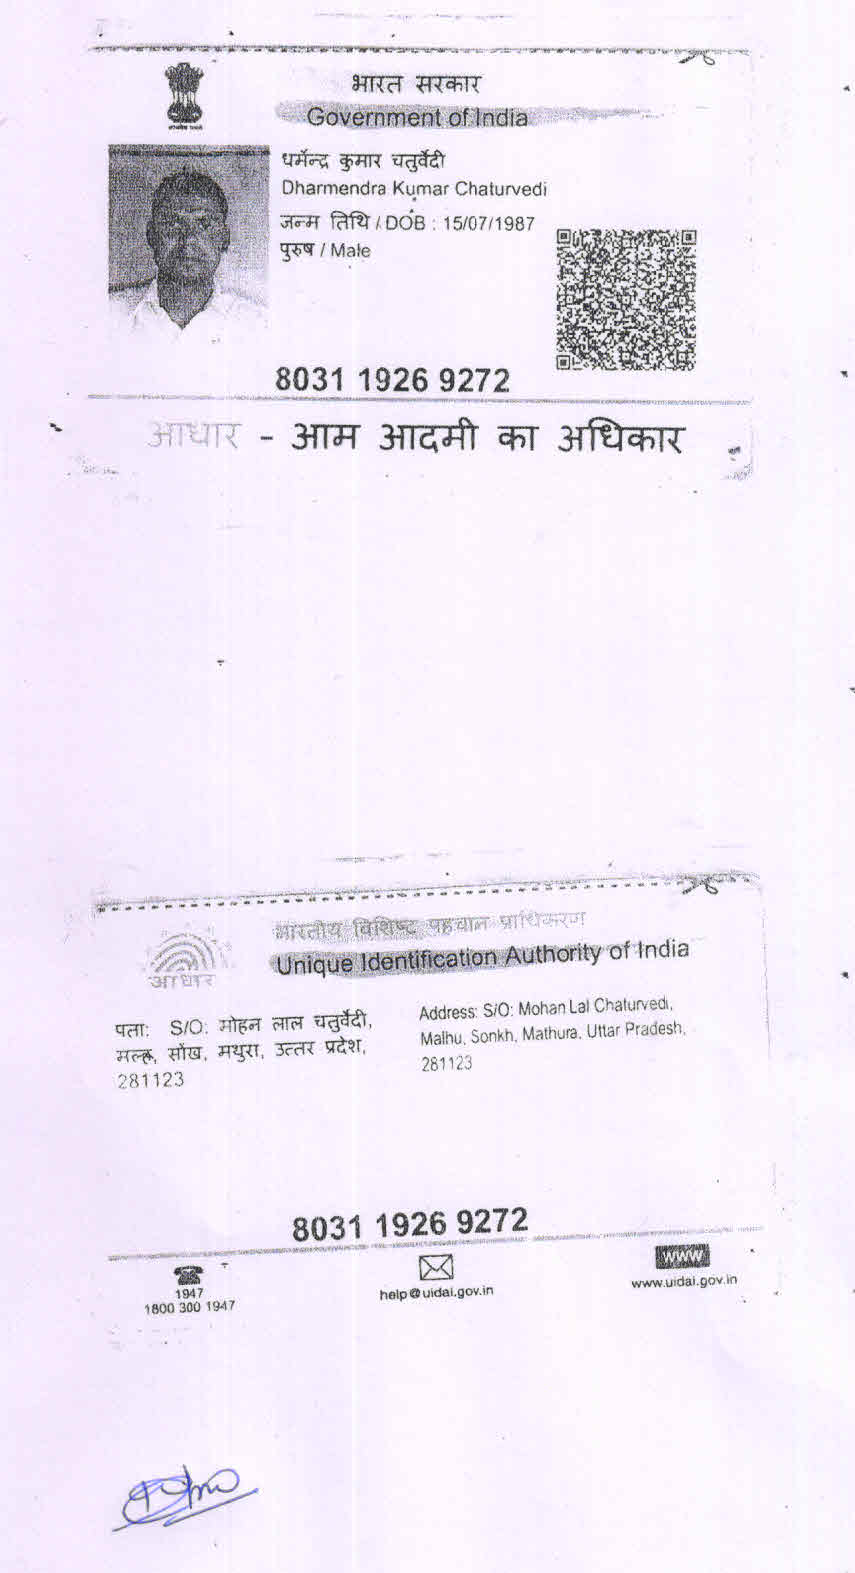 भारत सरकार
Government of India
धर्मेन्द्र कुमार चतुर्वेदी
Dharmendra Kumar Chaturvedi
जन्म तिथि / DOB : 15/07/1987
पुरुष / Male
8031 1926 9272
आधार - आम आदमी का अधिकार
भारतीय विशिष्ट पहचान प्राधिकरण
Unique Identification Authority of India
आधार
पता: S/O: मोहन लाल चतुर्वेदी,
मल्हू, सोंख, मथुरा, उत्तर प्रदेश,
281123
Address: S/O: Mohan Lal Chaturvedi,
Malhu, Sonkh, Mathura, Uttar Pradesh,
281123
8031 1926 9272
1947
1800 300 1947
help@uidai.gov.in
www
www.uidai.gov.in